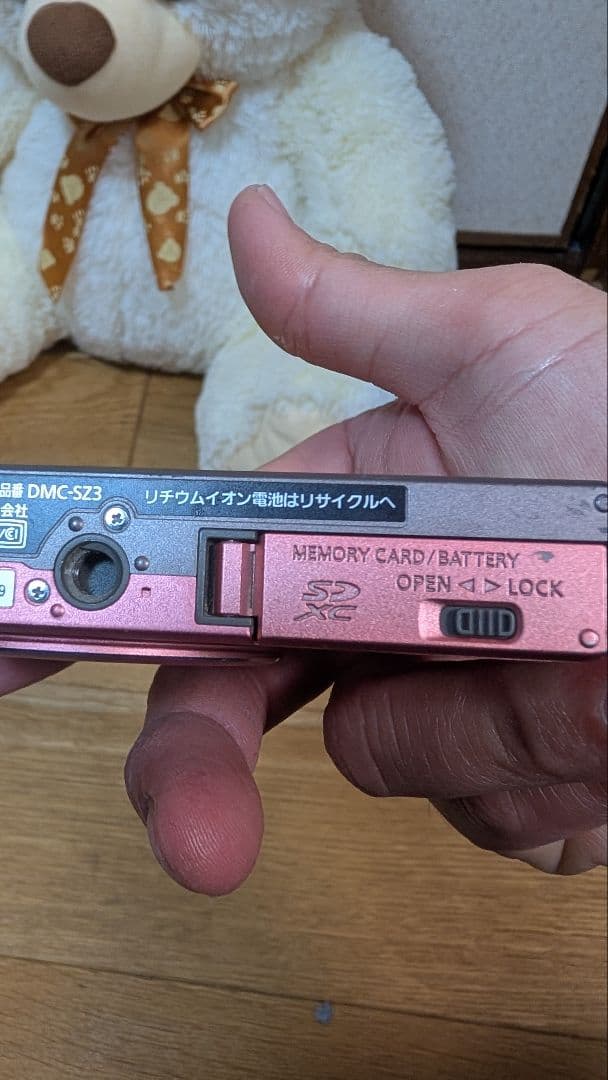 品番 DMC-SZ3
会社
リチウムイオン電池はリサイクルへ
MEMORY CARD/BATTERY
OPEN ◁ ▷ LOCK
SD
XC
9